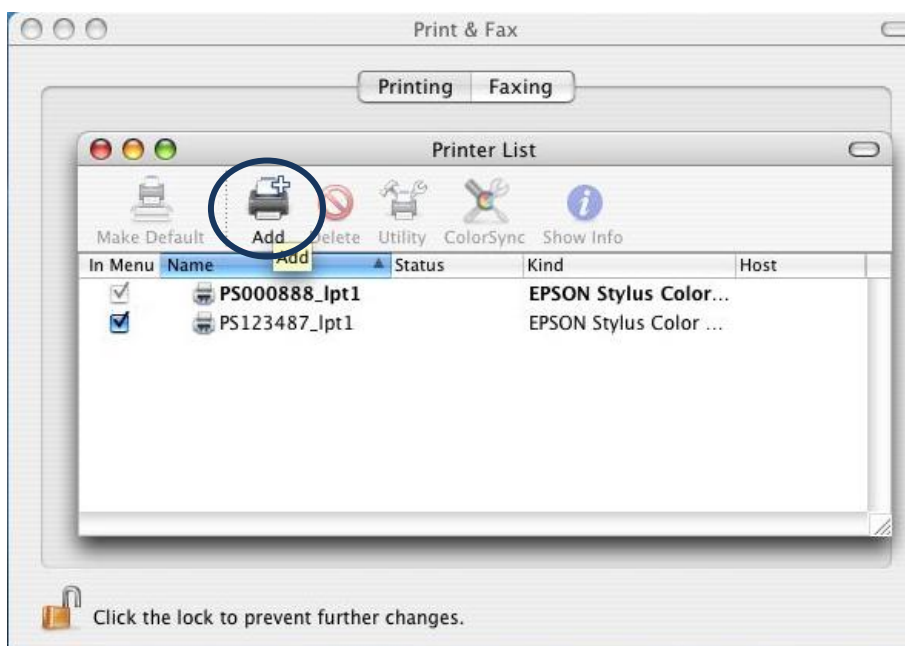 Print & Fax
Printing Faxing
Printer List
Make Default Add Delete Utility ColorSync Show Info
Add
In Menu Name Status Kind Host
PS000888_lpt1 EPSON Stylus Color...
PS123487_lpt1 EPSON Stylus Color ...
Click the lock to prevent further changes.